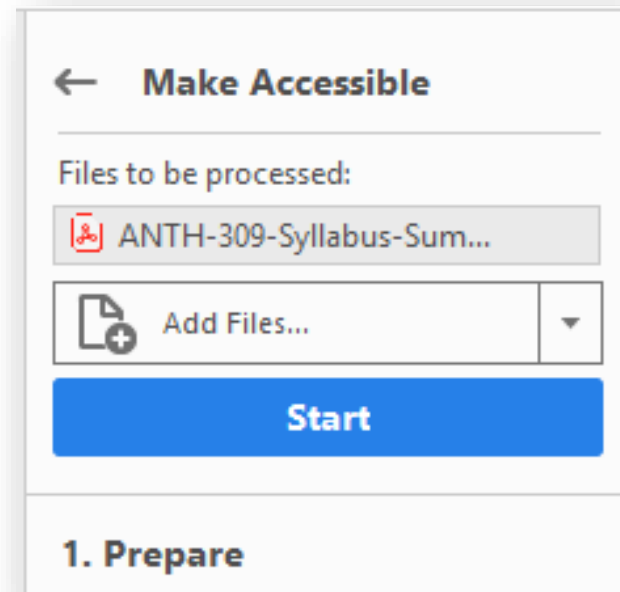 Make Accessible
Files to be processed:
ANTH-309-Syllabus-Sum...
Add Files...
Start
1. Prepare